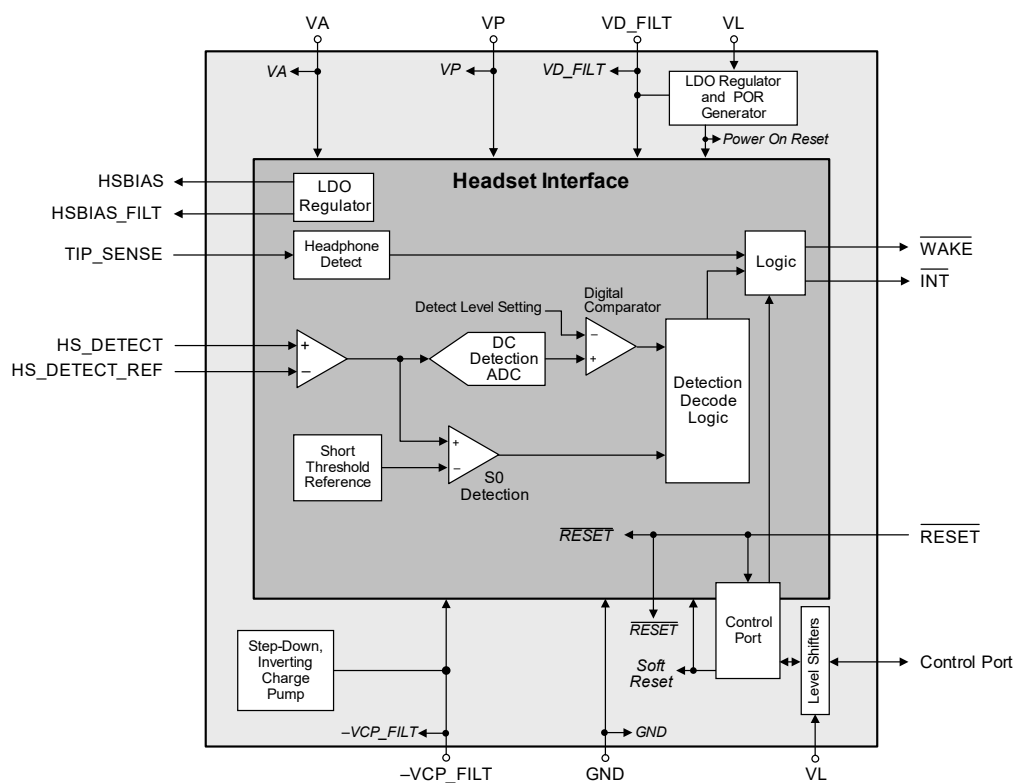 VA
VP
VD_FILT
VL
VA
VP
VD_FILT
LDO Regulator
and POR
Generator
Power On Reset
Headset Interface
HSBIAS
HSBIAS_FILT
LDO
Regulator
TIP_SENSE
Headphone
Detect
Logic
WAKE
INT
Detect Level Setting
Digital
Comparator
–
+
HS_DETECT
HS_DETECT_REF
+
–
DC
Detection
ADC
Detection
Decode
Logic
Short
Threshold
Reference
+
–
S0
Detection
RESET
RESET
RESET
Control
Port
Level Shifters
Control Port
Soft
Reset
Step-Down,
Inverting
Charge
Pump
–VCP_FILT
GND
–VCP_FILT
GND
VL